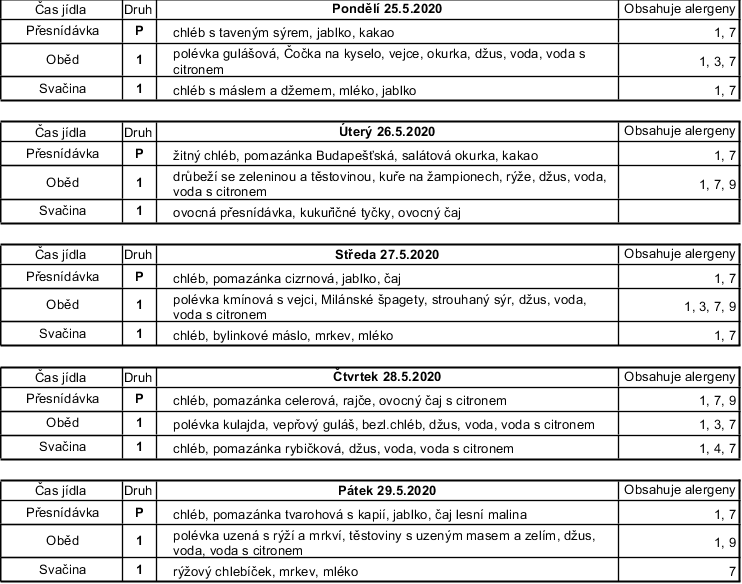 Čas jídla Druh Pondělí 25.5.2020 Obsahuje alergeny
Přesnídávka P chléb s taveným sýrem, jablko, kakao 1, 7
Oběd 1 polévka gulášová, Čočka na kyselo, vejce, okurka, džus, voda, voda s 1, 3, 7
citronem
Svačina 1 chléb s máslem a džemem, mléko, jablko 1, 7
Čas jídla Druh Úterý 26.5.2020 Obsahuje alergeny
Přesnídávka P žitný chléb, pomazánka Budapešťská, salátová okurka, kakao 1, 7
Oběd 1 drůbeží se zeleninou a těstovinou, kuře na žampionech, rýže, džus, voda, 1, 7, 9
voda s citronem
Svačina 1 ovocná přesnídávka, kukuřičné tyčky, ovocný čaj
Čas jídla Druh Středa 27.5.2020 Obsahuje alergeny
Přesnídávka P chléb, pomazánka cizrnová, jablko, čaj 1, 7
Oběd 1 polévka kmínová s vejci, Milánské špagety, strouhaný sýr, džus, voda, 1, 3, 7, 9
voda s citronem
Svačina 1 chléb, bylinkové máslo, mrkev, mléko 1, 7
Čas jídla Druh Čtvrtek 28.5.2020 Obsahuje alergeny
Přesnídávka P chléb, pomazánka celerová, rajče, ovocný čaj s citronem 1, 7, 9
Oběd 1 polévka kulajda, vepřový guláš, bezl.chléb, džus, voda, voda s citronem 1, 3, 7
Svačina 1 chléb, pomazánka rybičková, džus, voda, voda s citronem 1, 4, 7
Čas jídla Druh Pátek 29.5.2020 Obsahuje alergeny
Přesnídávka P chléb, pomazánka tvarohová s kapií, jablko, čaj lesní malina 1, 7
Oběd 1 polévka uzená s rýží a mrkví, těstoviny s uzeným masem a zelím, džus, 1, 9
voda, voda s citronem
Svačina 1 rýžový chlebíček, mrkev, mléko 7